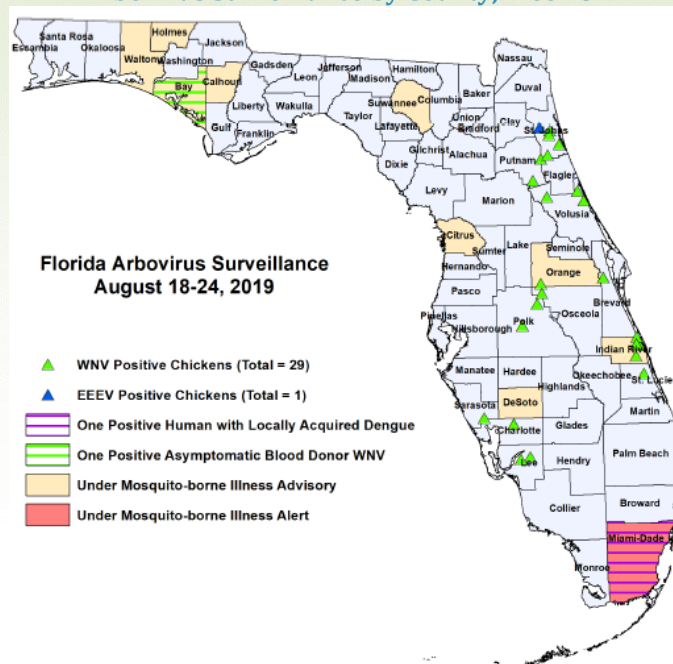 Santa Rosa
Escambia
Okaloosa
Holmes
Walton
Washington
Jackson
Bay
Calhoun
Gulf
Liberty
Franklin
Gadsden
Leon
Wakulla
Jefferson
Madison
Taylor
Hamilton
Suwannee
Lafayette
Columbia
Baker
Nassau
Duval
Union
Bradford
Clay
St. Johns
Dixie
Gilchrist
Alachua
Putnam
Flagler
Levy
Marion
Volusia
Citrus
Sumter
Lake
Seminole
Hernando
Orange
Pasco
Brevard
Pinellas
Hillsborough
Polk
Osceola
Indian River
Manatee
Hardee
Okeechobee
St. Lucie
Highlands
Sarasota
DeSoto
Martin
Charlotte
Glades
Lee
Hendry
Palm Beach
Collier
Broward
Monroe
Miami-Dade
Florida Arbovirus Surveillance
August 18-24, 2019
WNV Positive Chickens (Total = 29)
EEEV Positive Chickens (Total = 1)
One Positive Human with Locally Acquired Dengue
One Positive Asymptomatic Blood Donor WNV
Under Mosquito-borne Illness Advisory
Under Mosquito-borne Illness Alert